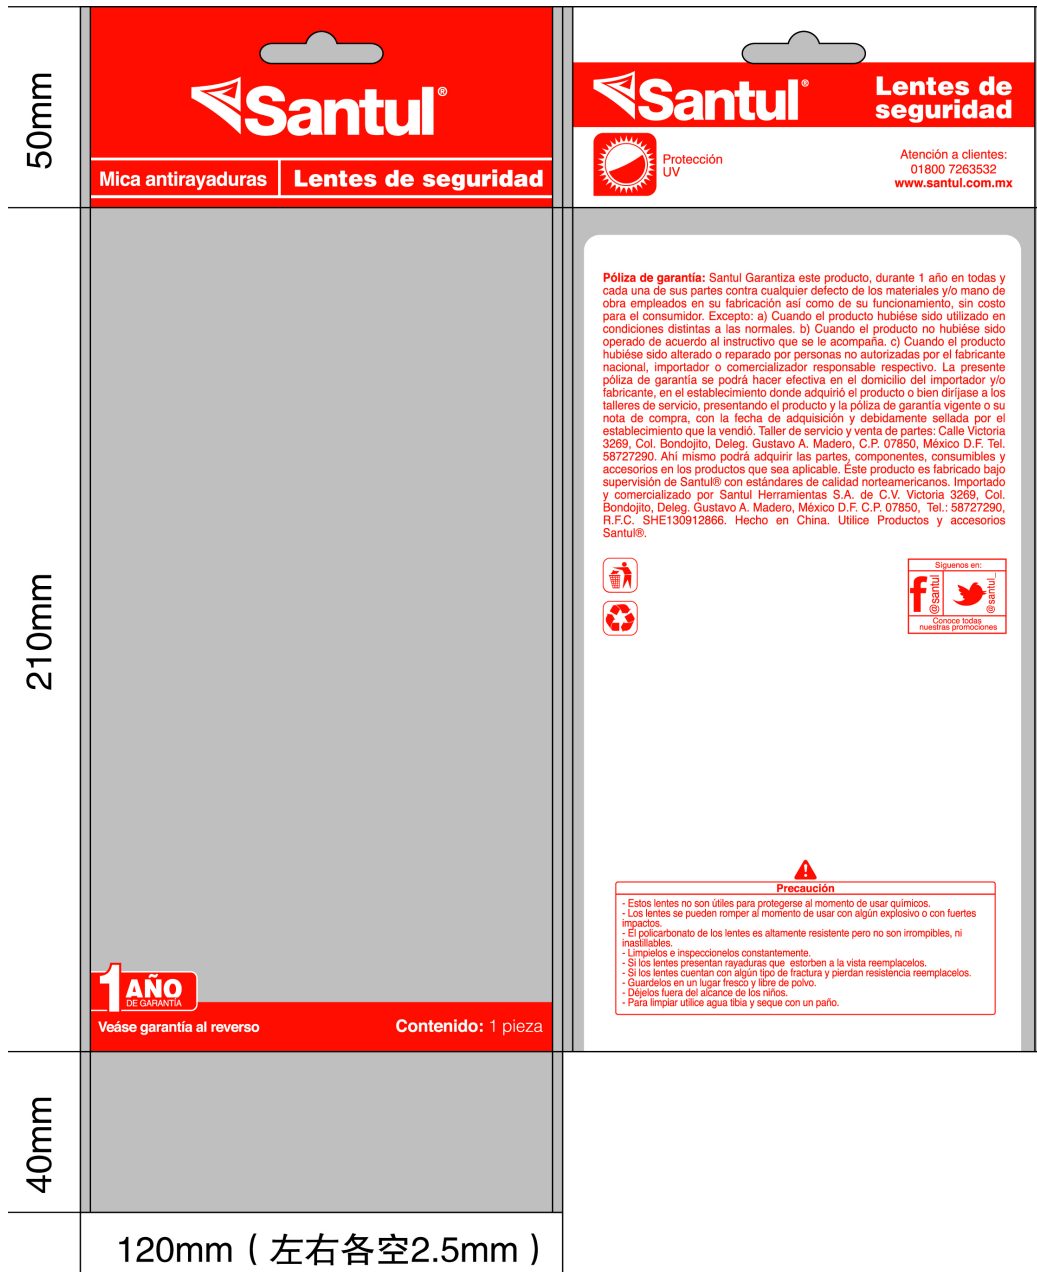 50mm
Santul®
Mica antirayaduras
Lentes de seguridad
210mm
1 AÑO
DE GARANTÍA
Veáse garantía al reverso
Contenido: 1 pieza
40mm
120mm ( 左右各空2.5mm )
Santul®
Lentes de
seguridad
Protección
UV
Atención a clientes:
01800 7263532
www.santul.com.mx
Póliza de garantía: Santul Garantiza este producto, durante 1 año en todas y
cada una de sus partes contra cualquier defecto de los materiales y/o mano de
obra empleados en su fabricación así como de su funcionamiento, sin costo
para el consumidor. Excepto: a) Cuando el producto hubiése sido utilizado en
condiciones distintas a las normales. b) Cuando el producto no hubiése sido
operado de acuerdo al instructivo que se le acompaña. c) Cuando el producto
hubiése sido alterado o reparado por personas no autorizadas por el fabricante
nacional, importador o comercializador responsable respectivo. La presente
póliza de garantía se podrá hacer efectiva en el domicilio del importador y/o
fabricante, en el establecimiento donde adquirió el producto o bien diríjase a los
talleres de servicio, presentando el producto y la póliza de garantía vigente o su
nota de compra, con la fecha de adquisición y debidamente sellada por el
establecimiento que la vendió. Taller de servicio y venta de partes: Calle Victoria
3269, Col. Bondojito, Deleg. Gustavo A. Madero, C.P. 07850, México D.F. Tel.
58727290. Ahí mismo podrá adquirir las partes, componentes, consumibles y
accesorios en los productos que sea aplicable. Éste producto es fabricado bajo
supervisión de Santul® con estándares de calidad norteamericanos. Importado
y comercializado por Santul Herramientas S.A. de C.V. Victoria 3269, Col.
Bondojito, Deleg. Gustavo A. Madero, México D.F. C.P. 07850, Tel.: 58727290,
R.F.C. SHE130912866. Hecho en China. Utilice Productos y accesorios
Santul®.
Síguenos en:
f @santul
@santul_
Conoce todas
nuestras promociones
Precaución
- Estos lentes no son útiles para protegerse al momento de usar químicos.
- Los lentes se pueden romper al momento de usar con algún explosivo o con fuertes
impactos.
- El policarbonato de los lentes es altamente resistente pero no son irrompibles, ni
inastillables.
- Limpielos e inspeccionelos constantemente.
- Si los lentes presentan rayaduras que estorben a la vista reemplacelos.
- Si los lentes cuentan con algún tipo de fractura y pierdan resistencia reemplacelos.
- Guardelos en un lugar fresco y libre de polvo.
- Déjelos fuera del alcance de los niños.
- Para limpiar utilice agua tibia y seque con un paño.